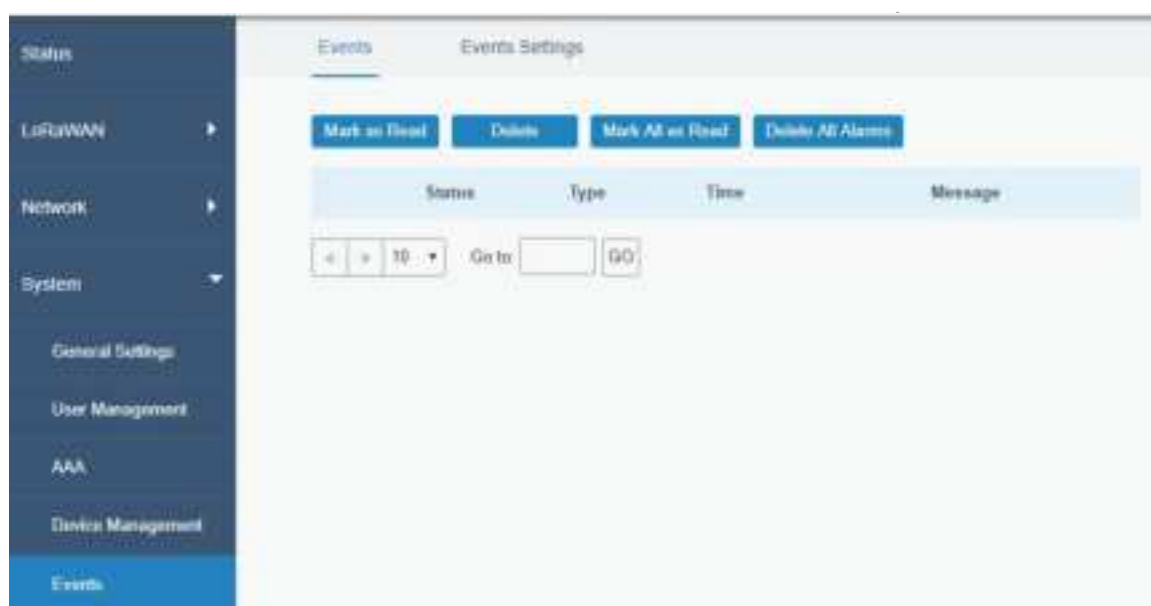 Status
LoRaWAN
Network
System
General Settings
User Management
AAA
Device Management
Events
Events Events Settings
Mark as Read Delete Mark All as Read Delete All Alarms
Status Type Time Message
< > 10 Go to GO